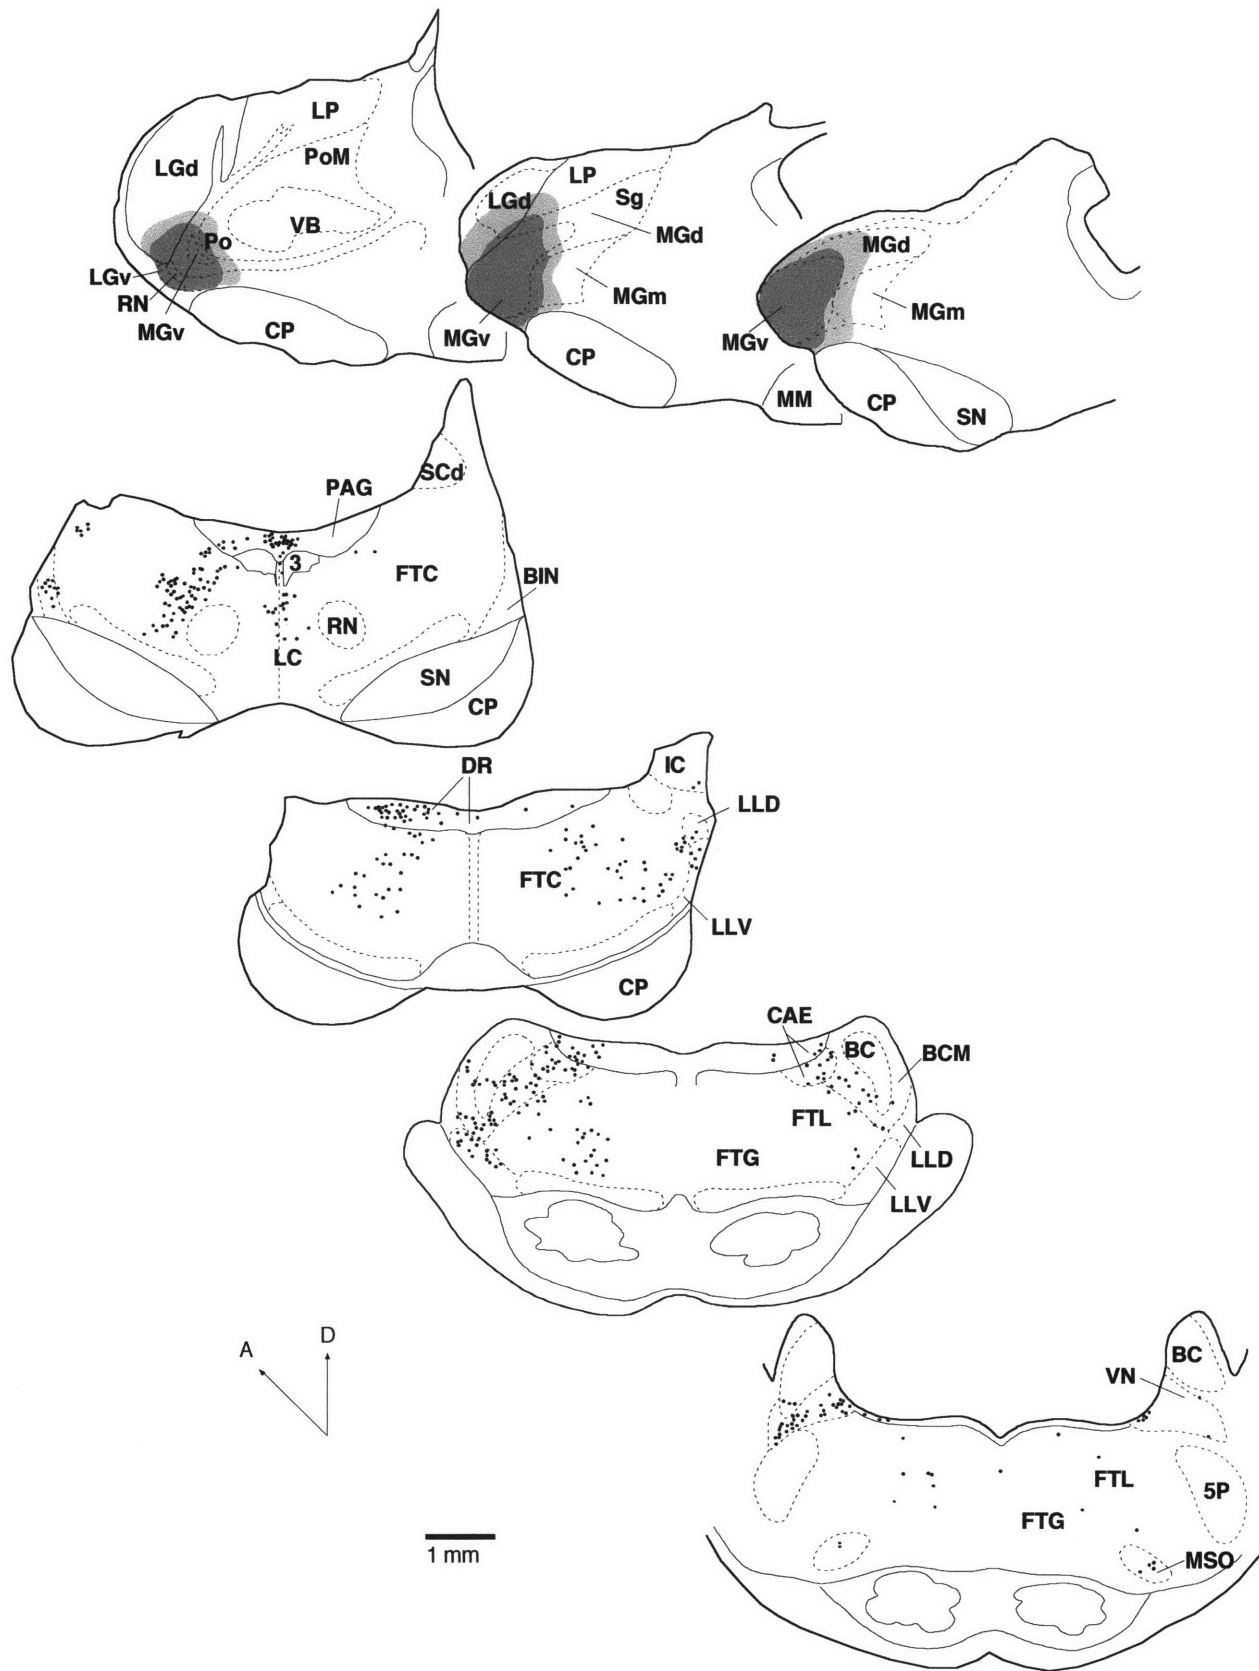 LP
PoM
LGd
VB
Po
LGv
RN
MGv
CP
LP
LGd
Sg
MGd
MGm
MGv
CP
MGd
MGm
MGv
MM
CP
SN
SCd
PAG
3
FTC
BIN
RN
LC
SN
CP
DR
IC
LLD
FTC
LLV
CP
CAE
BC
BCM
FTL
FTG
LLD
LLV
A
D
1 mm
BC
VN
FTL
5P
FTG
MSO